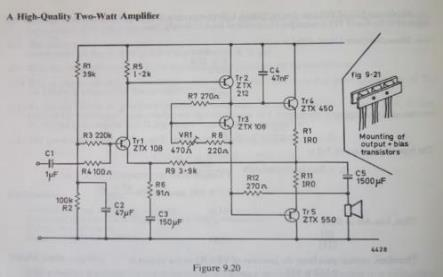 A High-Quality Two-Watt Amplifier
R1
39k
R5
1·2k
Tr2
ZTX
212
C4
47nF
fig 9-21
R7 270Ω
Tr4
ZTX 450
R3 220k
Tr1
ZTX 108
Tr3
ZTX 108
VR1
470Ω
R8
220Ω
R1
1R0
Mounting of
output + bias
transistors
C1
1µF
R4 100Ω
R9 3·9k
R6
91Ω
R12
270Ω
R11
1R0
C5
1500µF
100k
R2
C2
47µF
C3
150µF
Tr5
ZTX 550
4428
Figure 9.20